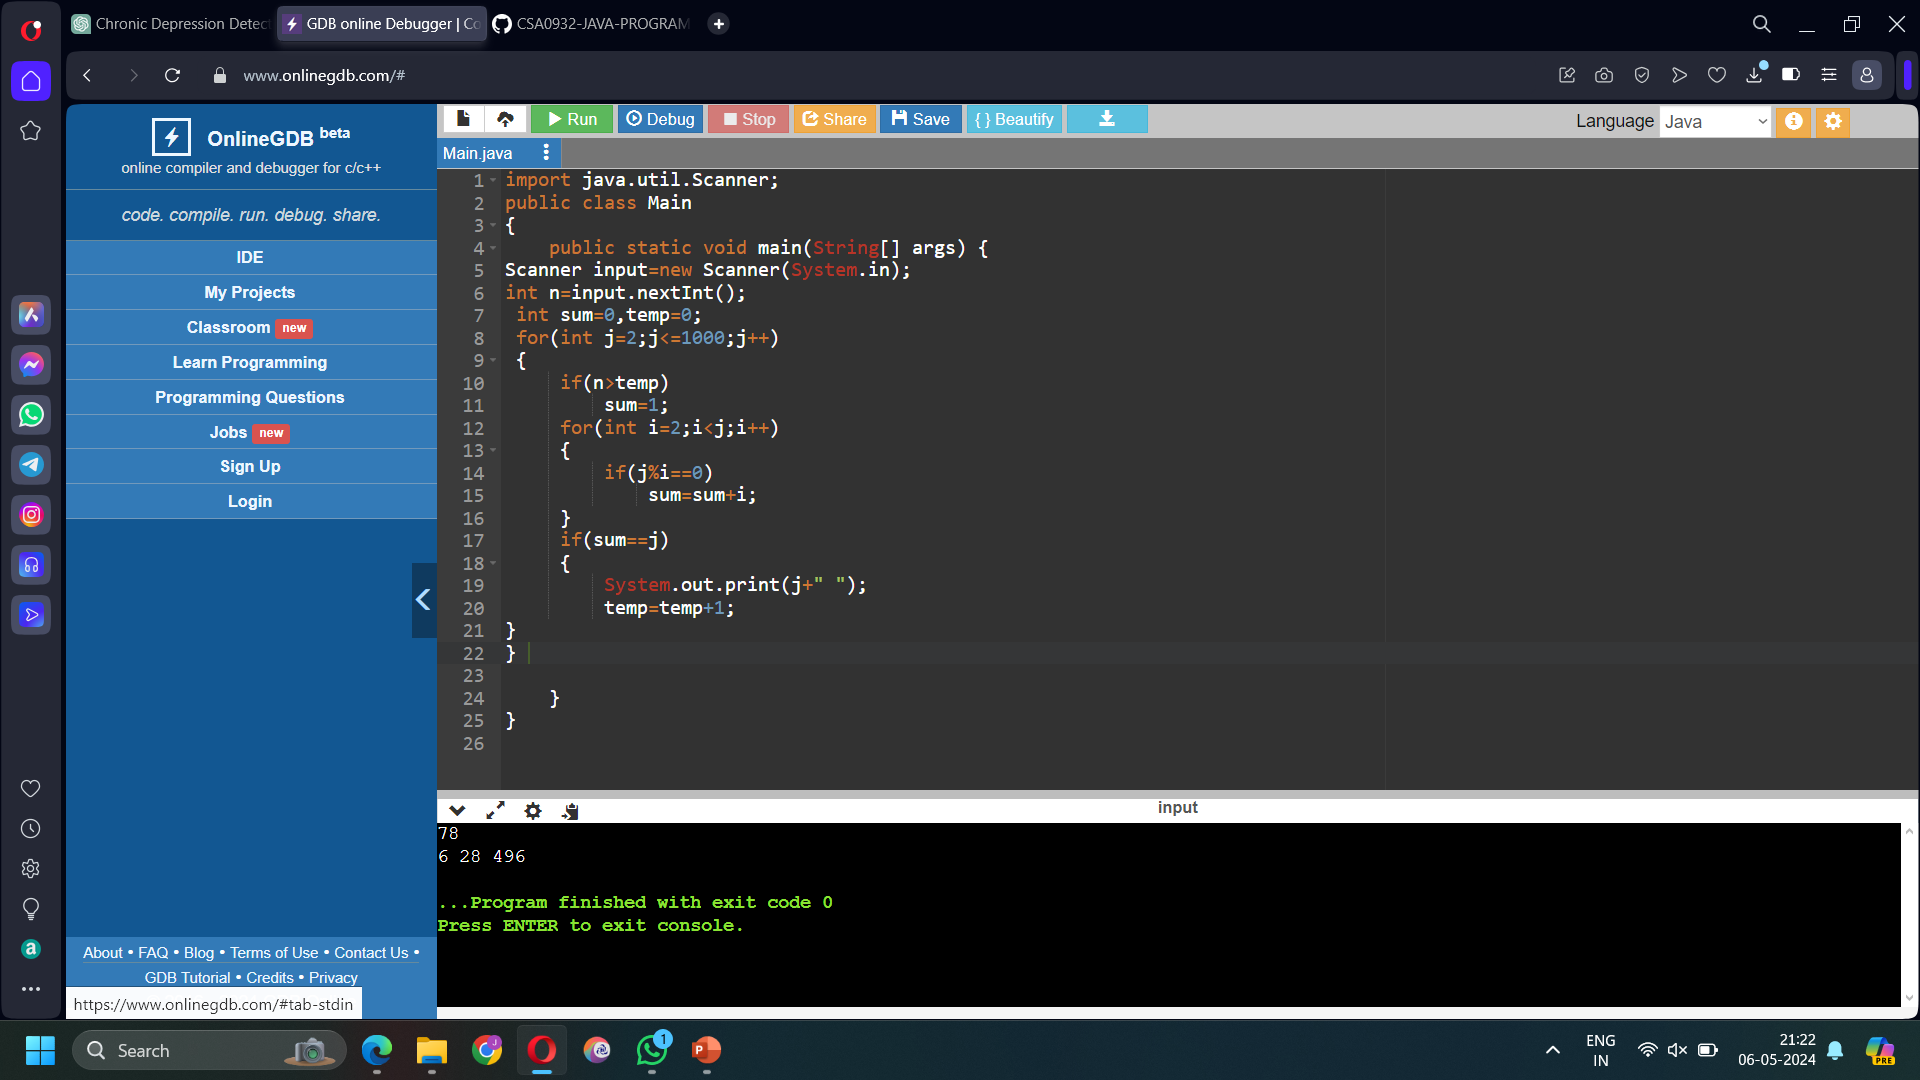 Chronic Depression Detect
GDB online Debugger | Co
CSA0932-JAVA-PROGRAM
www.onlinegdb.com/#
OnlineGDB beta
online compiler and debugger for c/c++
code. compile. run. debug. share.
IDE
My Projects
Classroom new
Learn Programming
Programming Questions
Jobs new
Sign Up
Login
About • FAQ • Blog • Terms of Use • Contact Us •
GDB Tutorial • Credits • Privacy
https://www.onlinegdb.com/#tab-stdin
Run Debug Stop Share Save { } Beautify
Language Java
Main.java
1 import java.util.Scanner;
2 public class Main
3 {
4     public static void main(String[] args) {
5 Scanner input=new Scanner(System.in);
6 int n=input.nextInt();
7  int sum=0,temp=0;
8  for(int j=2;j<=1000;j++)
9  {
10      if(n>temp)
11          sum=1;
12      for(int i=2;i<j;i++)
13      {
14          if(j%i==0)
15              sum=sum+i;
16      }
17      if(sum==j)
18      {
19          System.out.print(j+" ");
20          temp=temp+1;
21 }
22 }
23
24     }
25 }
26
input
78
6 28 496
...Program finished with exit code 0
Press ENTER to exit console.
Search
1
ENG
IN
21:22
06-05-2024
PRE